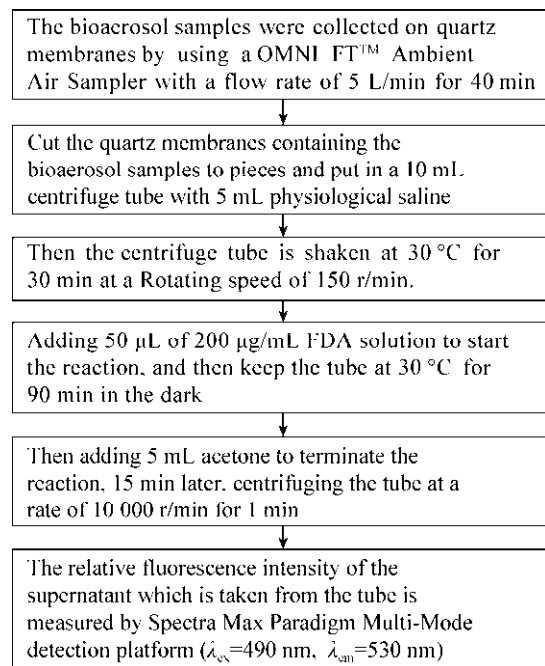 The bioaerosol samples were collected on quartz
membranes by using a OMNI FT™ Ambient
Air Sampler with a flow rate of 5 L/min for 40 min
Cut the quartz membranes containing the
bioaerosol samples to pieces and put in a 10 mL
centrifuge tube with 5 mL physiological saline
Then the centrifuge tube is shaken at 30 °C for
30 min at a Rotating speed of 150 r/min.
Adding 50 μL of 200 μg/mL FDA solution to start
the reaction, and then keep the tube at 30 °C for
90 min in the dark
Then adding 5 mL acetone to terminate the
reaction, 15 min later, centrifuging the tube at a
rate of 10 000 r/min for 1 min
The relative fluorescence intensity of the
supernatant which is taken from the tube is
measured by Spectra Max Paradigm Multi-Mode
detection platform (λex=490 nm, λem=530 nm)